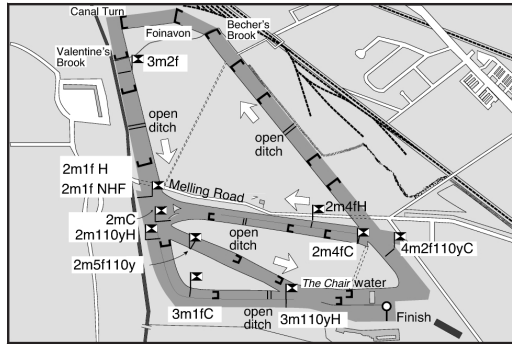 Canal Turn
Foinavon
Becher's
Brook
Valentine's
Brook
3m2f
open
ditch
open
ditch
2m1f H
2m1f NHF
Melling Road
2mC
2m110yH
2m4fH
open
ditch
2m4fC
4m2f110yC
2m5f110y
The Chair
water
3m1fC
open
ditch
3m110yH
Finish